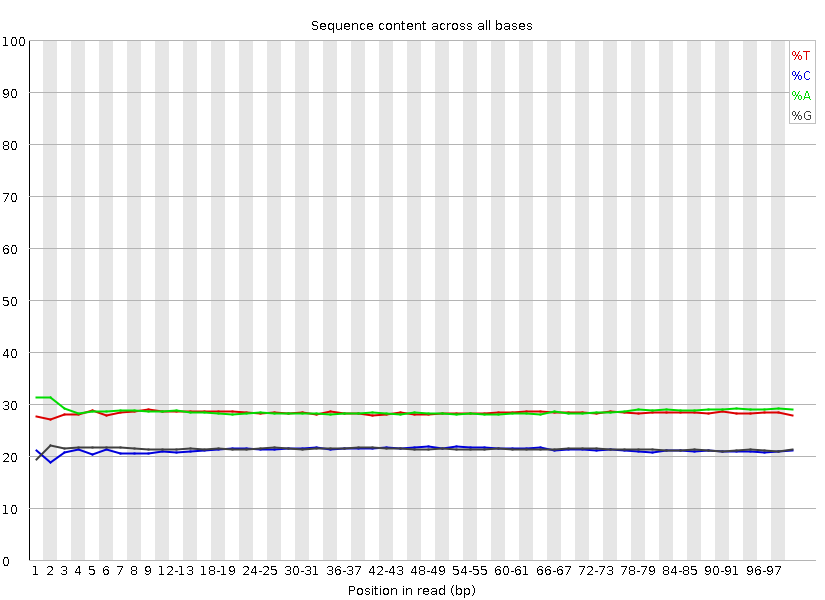 Sequence content across all bases
100
90
80
70
60
50
40
30
20
10
0
%T
%C
%A
%G
1 2 3 4 5 6 7 8 9 12-13 18-19 24-25 30-31 36-37 42-43 48-49 54-55 60-61 66-67 72-73 78-79 84-85 90-91 96-97
Position in read (bp)